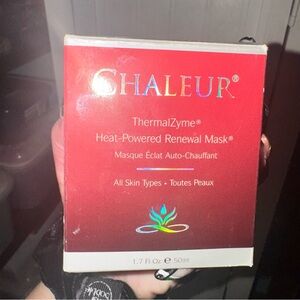 CHALEUR®
ThermalZyme®
Heat-Powered Renewal Mask®
Masque Éclat Auto-Chauffant
All Skin Types • Toutes Peaux
1.7 fl oz e 50ml